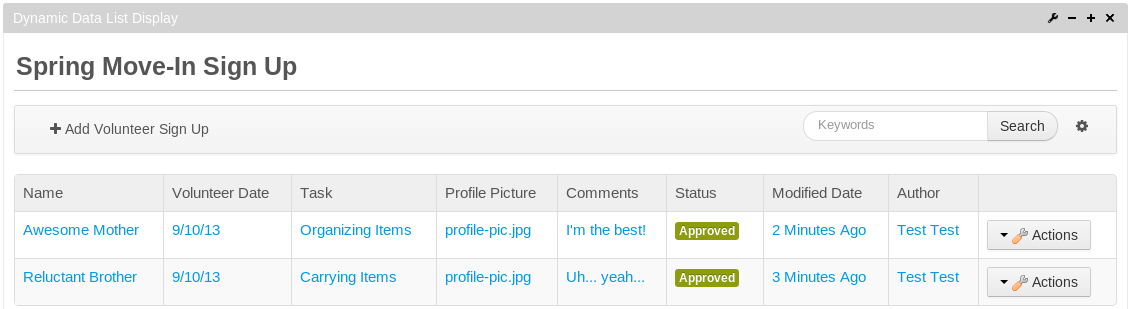 Dynamic Data List Display
Spring Move-In Sign Up
Add Volunteer Sign Up Keywords Search
Name Volunteer Date Task Profile Picture Comments Status Modified Date Author
Awesome Mother 9/10/13 Organizing Items profile-pic.jpg I'm the best! Approved 2 Minutes Ago Test Test Actions
Reluctant Brother 9/10/13 Carrying Items profile-pic.jpg Uh... yeah... Approved 3 Minutes Ago Test Test Actions